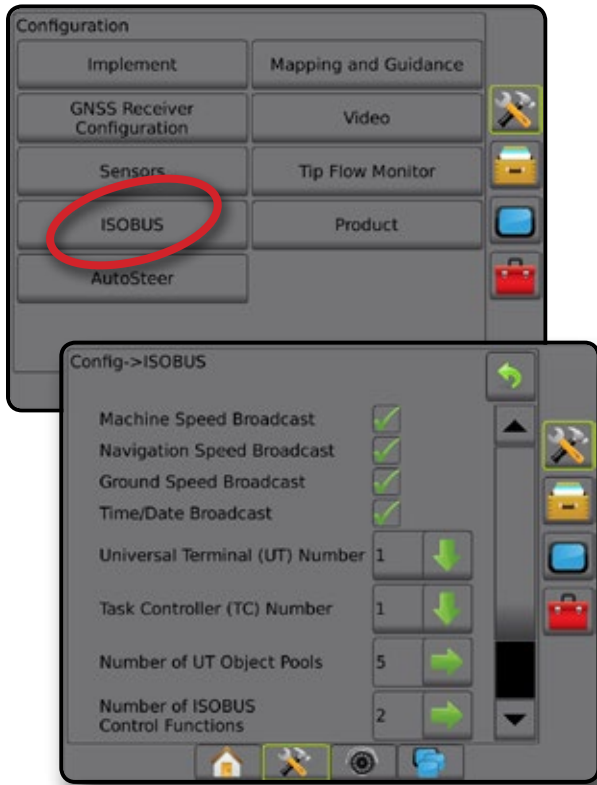 Configuration
Implement
Mapping and Guidance
GNSS Receiver
Configuration
Video
Sensors
Tip Flow Monitor
ISOBUS
Product
AutoSteer
Config->ISOBUS
Machine Speed Broadcast
Navigation Speed Broadcast
Ground Speed Broadcast
Time/Date Broadcast
Universal Terminal (UT) Number 1
Task Controller (TC) Number 1
Number of UT Object Pools 5
Number of ISOBUS
Control Functions 2